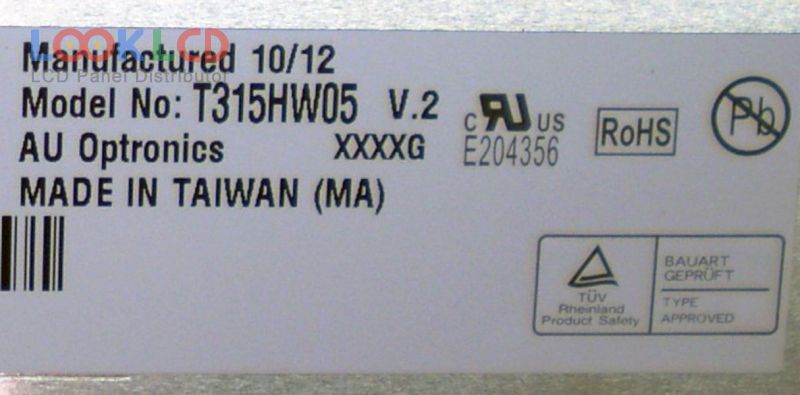 LOOKLCD
LCD Panel Distributor
Manufactured 10/12
Model No: T315HW05 V.2
AU Optronics XXXXG
MADE IN TAIWAN (MA)
C UR US
E204356
RoHS
Pb
TÜV
Rheinland
Product Safety
BAUART
GEPRÜFT
TYPE
APPROVED